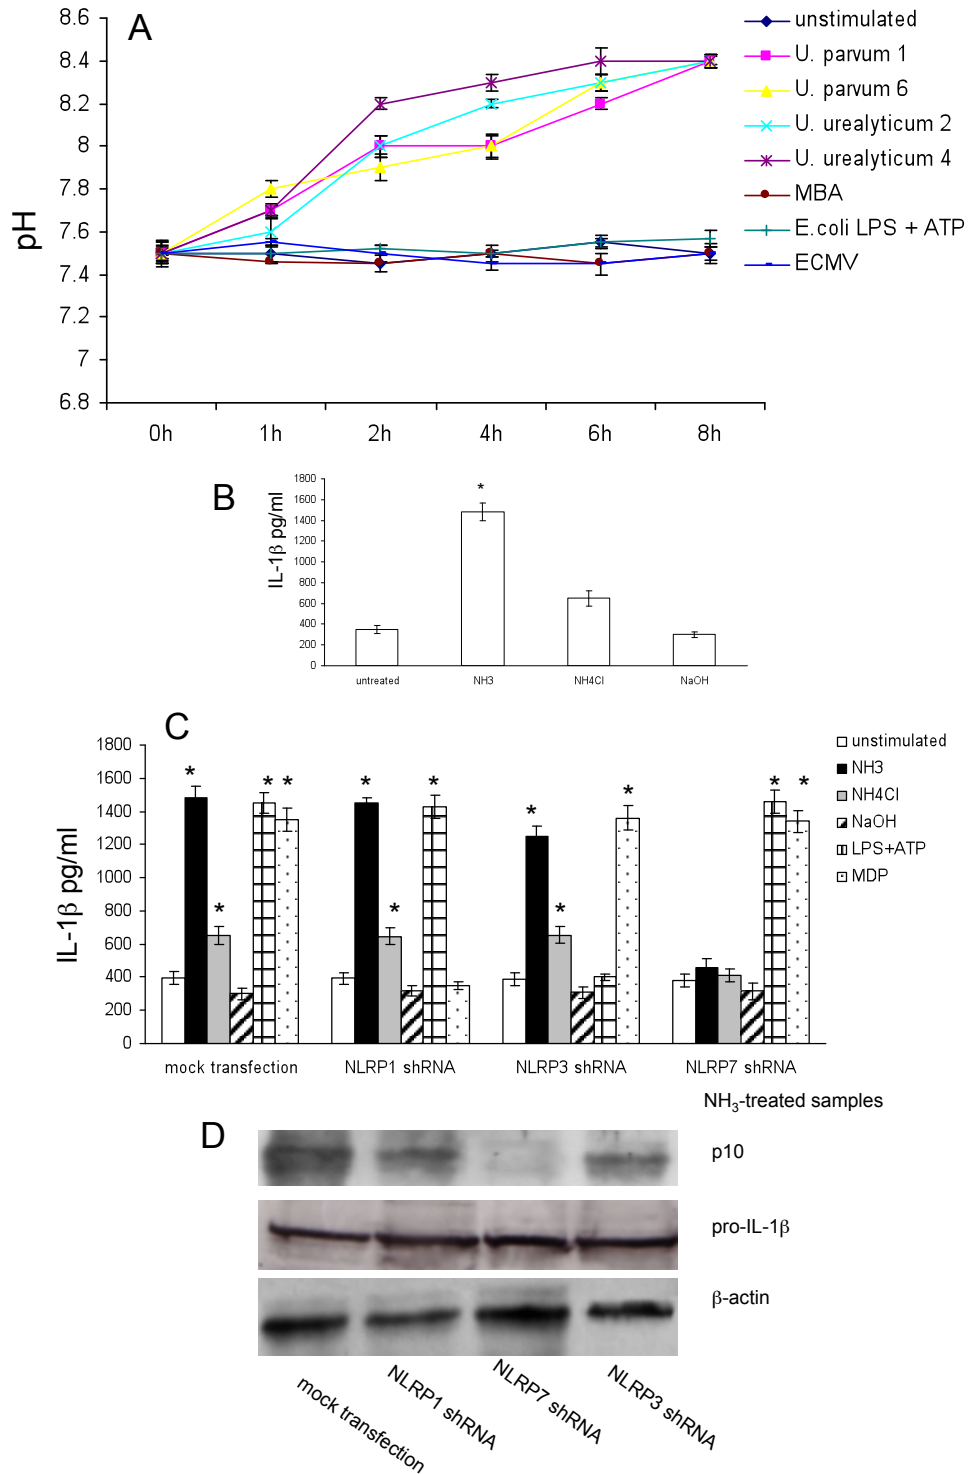 A
8.6
8.4
8.2
8
7.8
7.6
7.4
7.2
7
6.8
pH
0h 1h 2h 4h 6h 8h
unstimulated
U. parvum 1
U. parvum 6
U. urealyticum 2
U. urealyticum 4
MBA
E.coli LPS + ATP
ECMV
B
IL-1β pg/ml
1800
1600
1400
1200
1000
800
600
400
200
0
*
untreated NH3 NH4Cl NaOH
C
IL-1β pg/ml
1800
1600
1400
1200
1000
800
600
400
200
0
* * * * * * * * * * * *
mock transfection NLRP1 shRNA NLRP3 shRNA NLRP7 shRNA
unstimulated
NH3
NH4Cl
NaOH
LPS+ATP
MDP
NH₃-treated samples
D
p10
pro-IL-1β
β-actin
mock transfection
NLRP1 shRNA
NLRP7 shRNA
NLRP3 shRNA